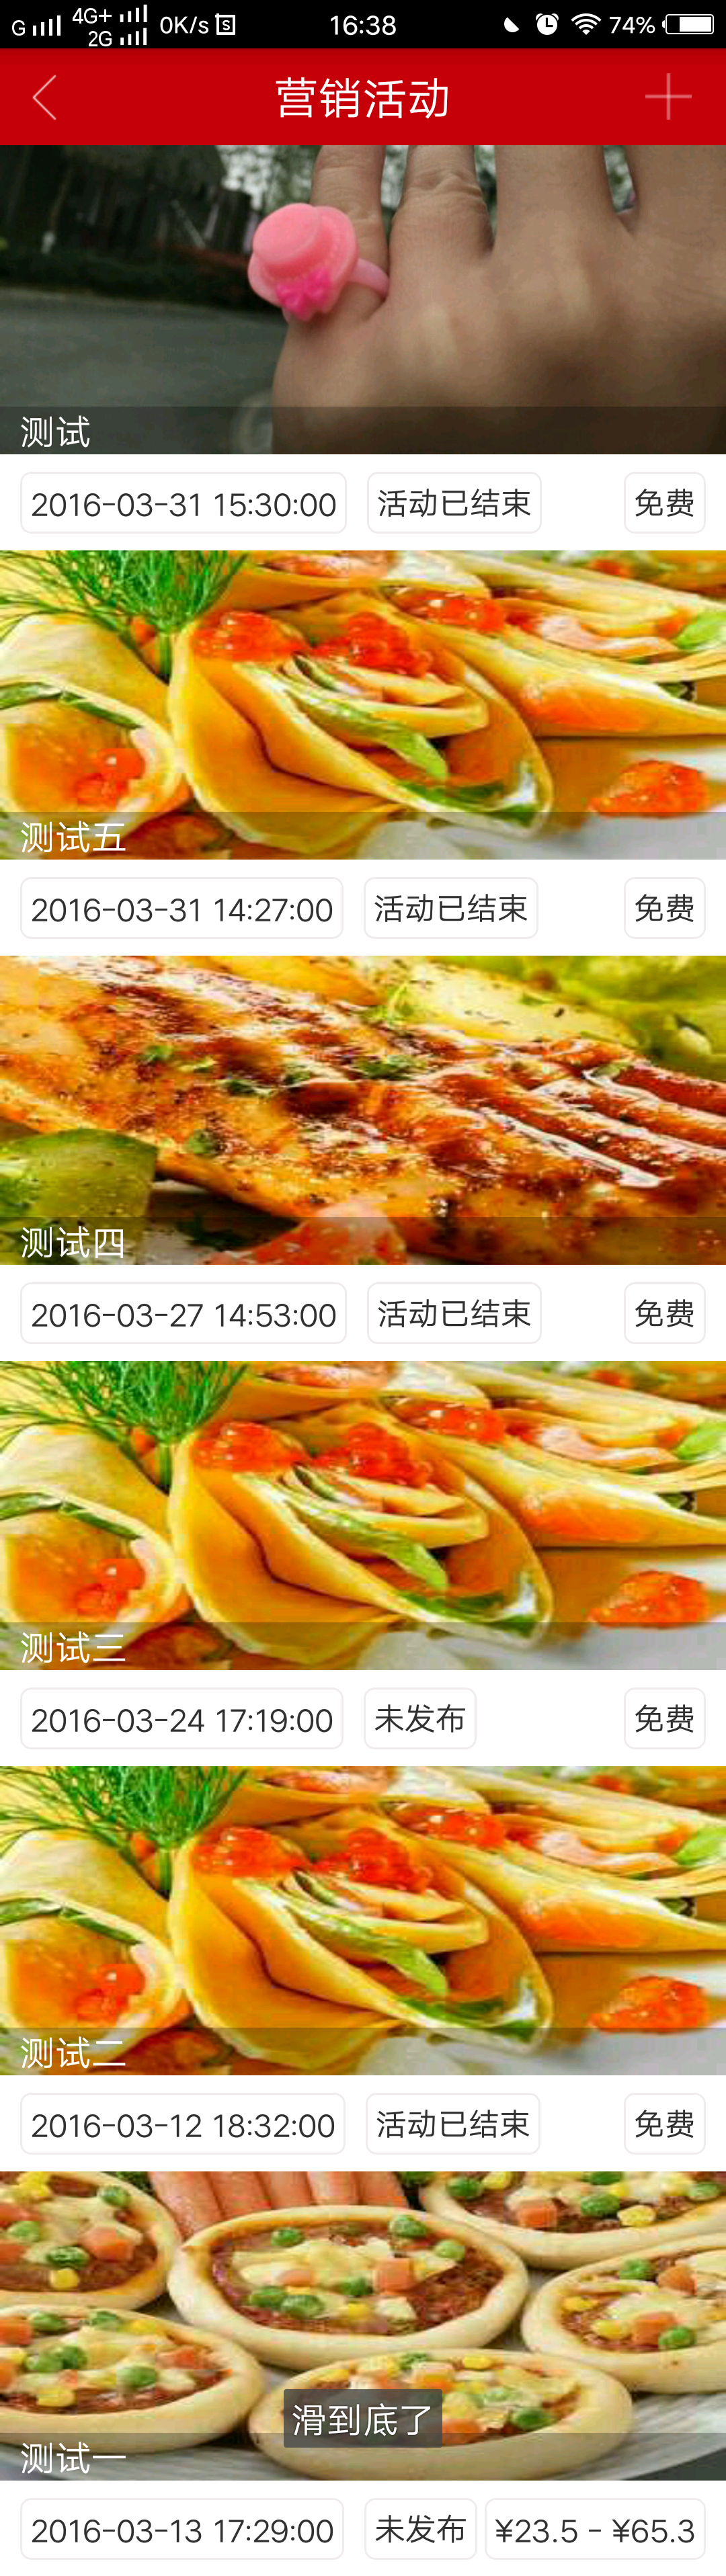 G 4G+ 2G 0K/s 16:38 74%
营销活动
测试
2016-03-31 15:30:00 活动已结束 免费
测试五
2016-03-31 14:27:00 活动已结束 免费
测试四
2016-03-27 14:53:00 活动已结束 免费
测试三
2016-03-24 17:19:00 未发布 免费
测试二
2016-03-12 18:32:00 活动已结束 免费
滑到底了
测试一
2016-03-13 17:29:00 未发布 ¥23.5 - ¥65.3